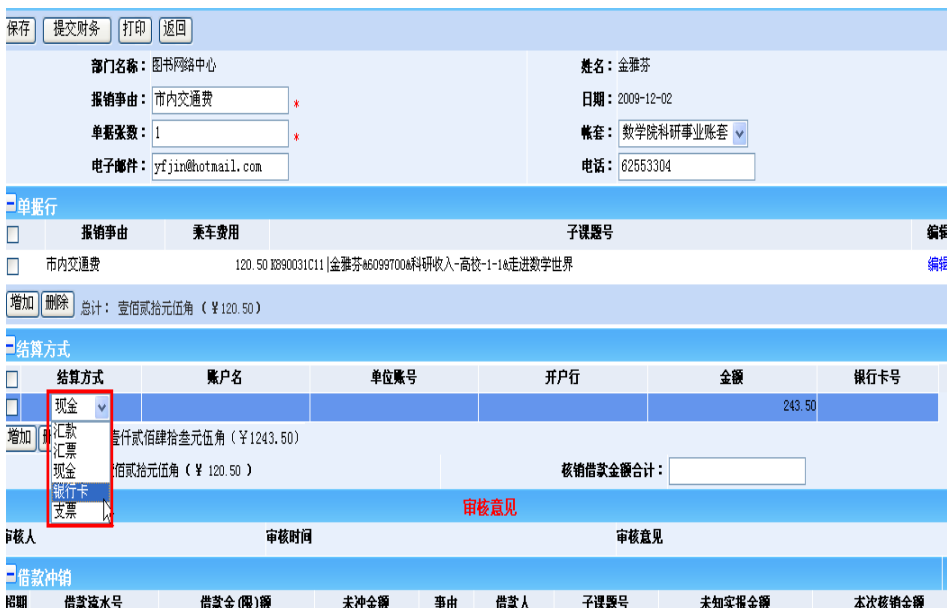 保存 提交财务 打印 返回
部门名称： 图书网络中心 姓名： 金雅芬
报销事由： 市内交通费 * 日期： 2009-12-02
单据张数： 1 * 帐套： 数学院科研事业账套
电子邮件： yfjin@hotmail.com 电话： 62553304
单据行
报销事由 乘车费用 子课题号 编辑
市内交通费 120.50 K890031C11|金雅芬&6099700&科研收入-高校-1-1&走进数学世界 编辑
增加 删除 总计： 壹佰贰拾元伍角 (￥120.50)
结算方式
结算方式 账户名 单位账号 开户行 金额 银行卡号
现金 243.50
增加 壹仟贰佰肆拾叁元伍角 (￥1243.50)
汇款
汇票
现金 佰贰拾元伍角 (￥ 120.50 ) 核销借款金额合计：
银行卡
支票
审核意见
审核人 审核时间 审核意见
借款冲销
超期 借款流水号 借款金(限)额 未冲金额 事由 借款人 子课题号 未知实报金额 本次核销金额